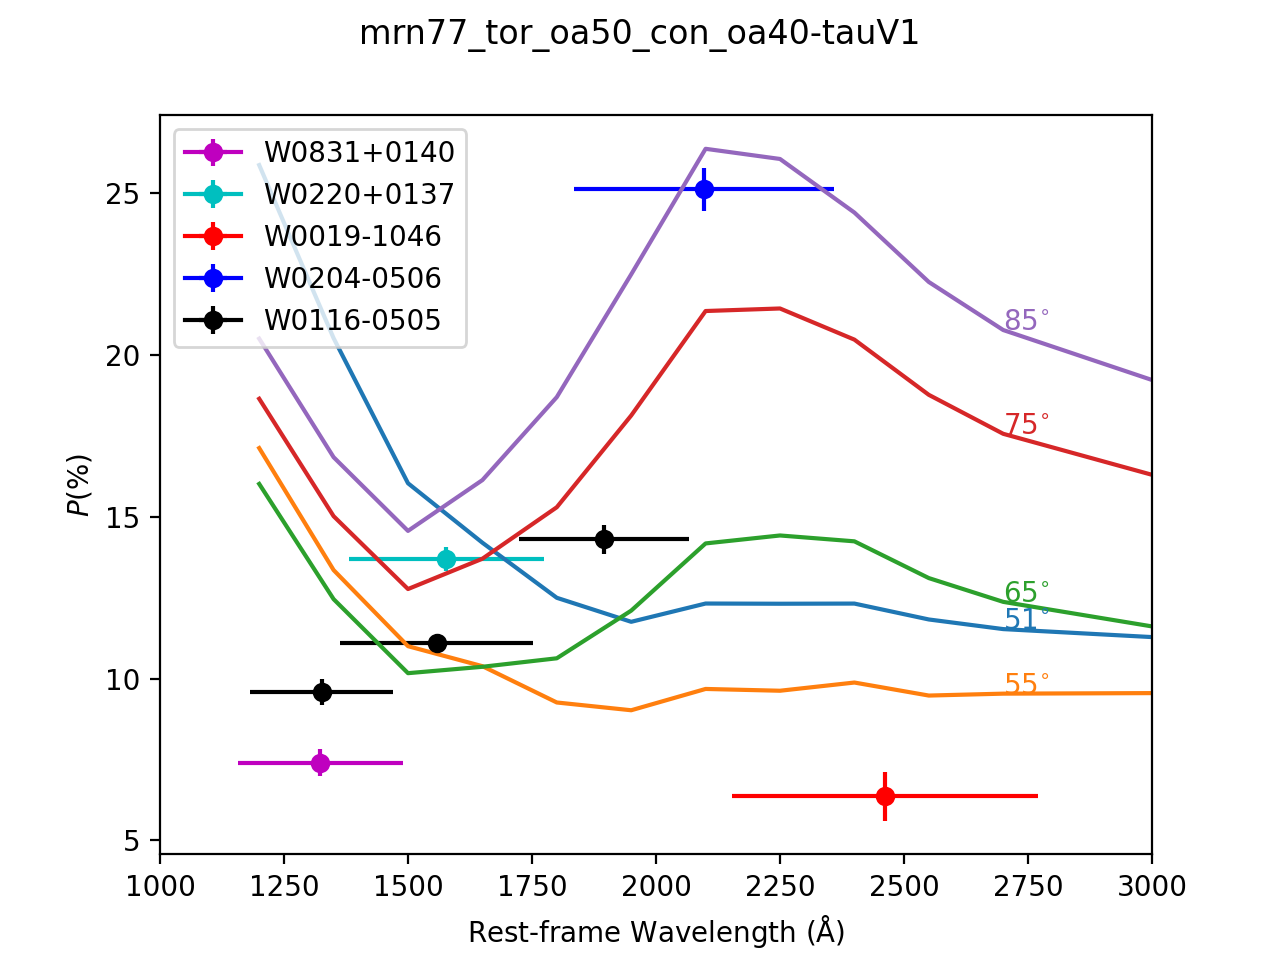 mrn77_tor_oa50_con_oa40-tauV1
W0831+0140
W0220+0137
W0019-1046
W0204-0506
W0116-0505
85°
75°
65°
51°
55°
25
20
15
10
5
P(%)
1000 1250 1500 1750 2000 2250 2500 2750 3000
Rest-frame Wavelength (Å)